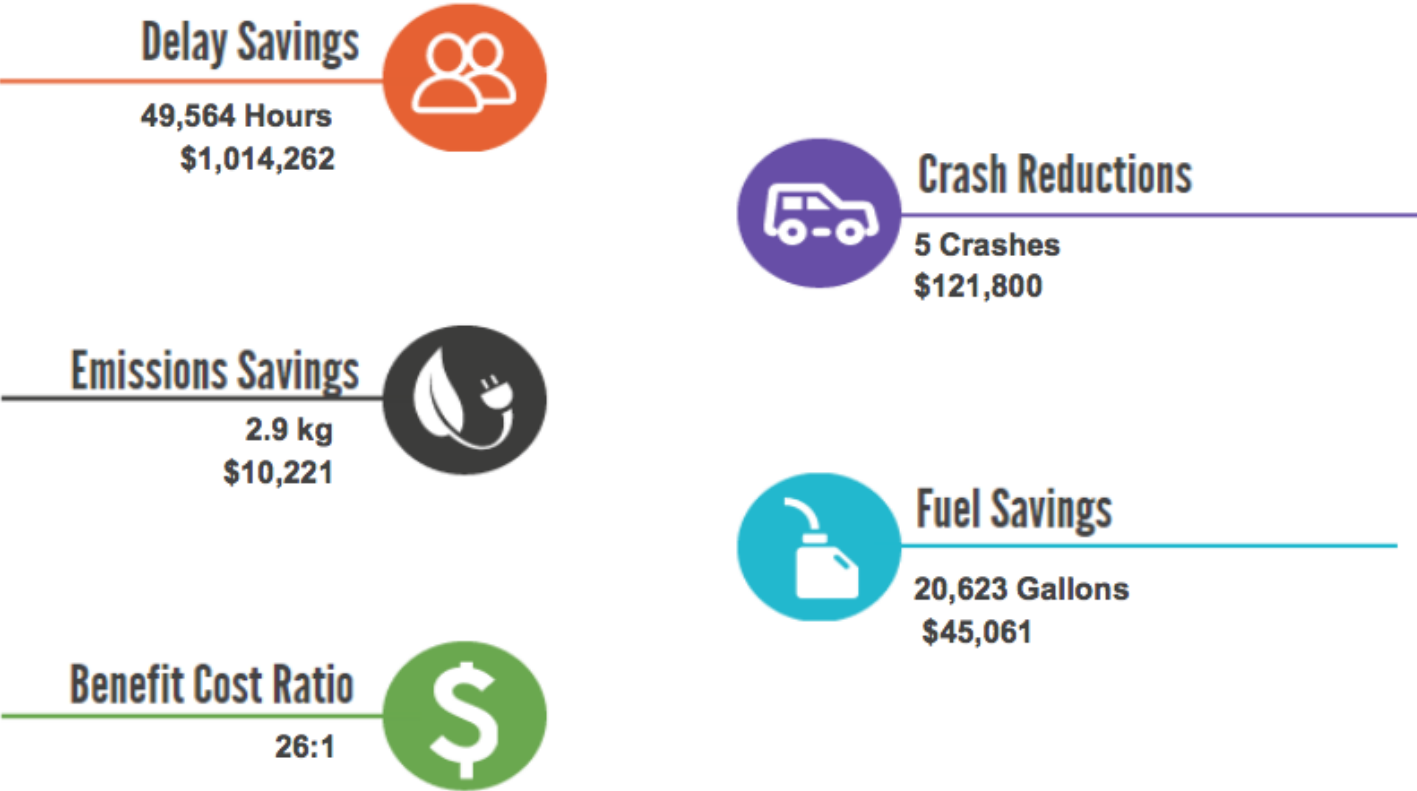 Delay Savings
49,564 Hours
$1,014,262
Crash Reductions
5 Crashes
$121,800
Emissions Savings
2.9 kg
$10,221
Fuel Savings
20,623 Gallons
$45,061
Benefit Cost Ratio
26:1